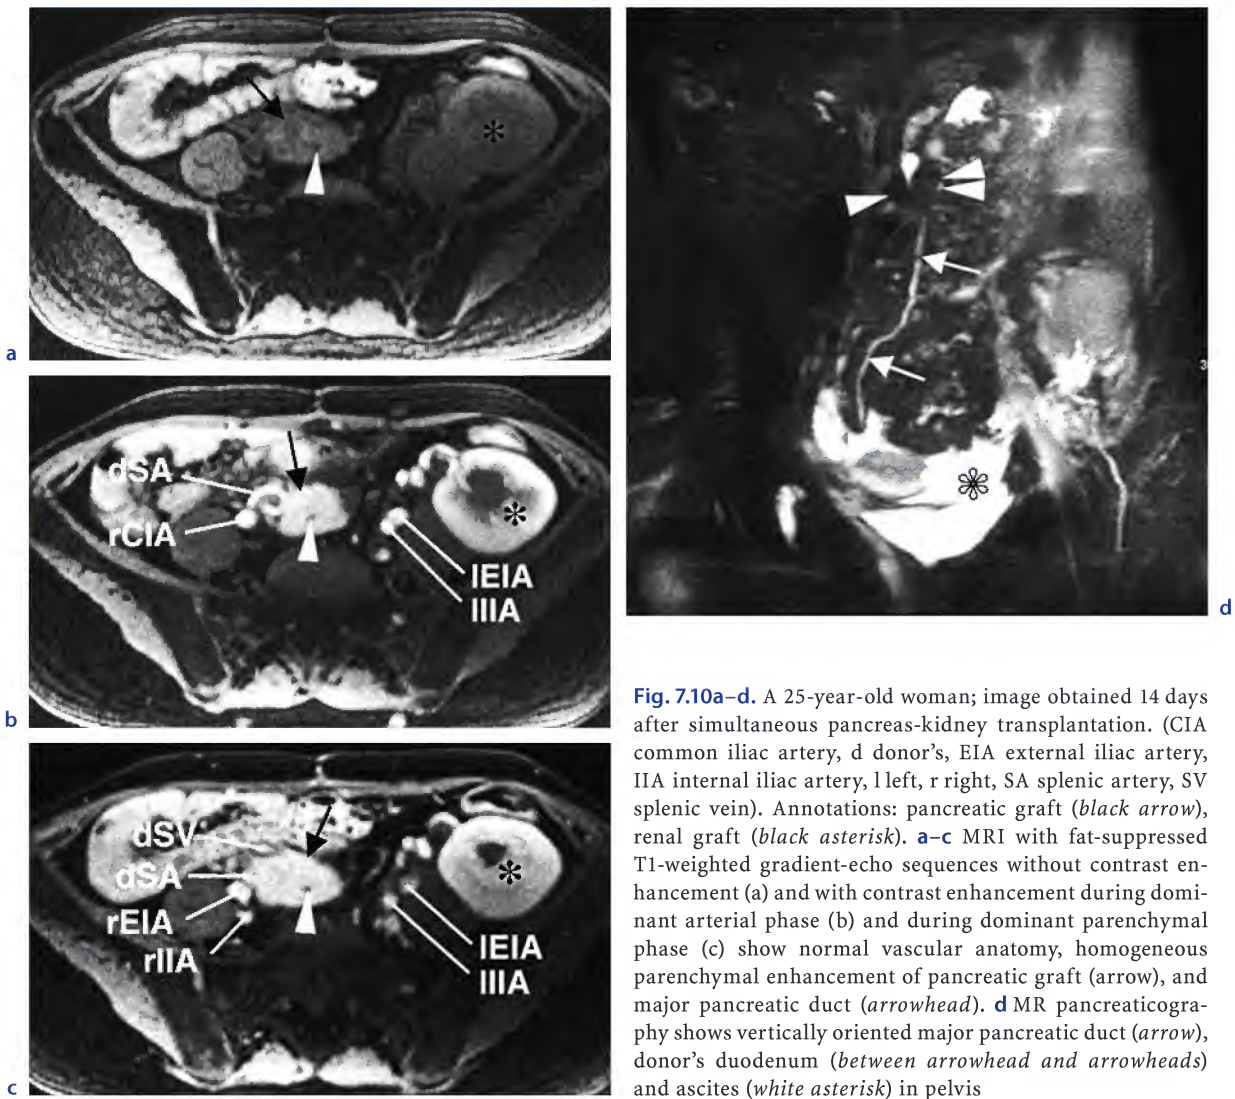 a
dSA
rCIA
lEIA
lIIA
b
dSV
dSA
rEIA
rIIA
lEIA
lIIA
c
3
d
Fig. 7.10a–d. A 25-year-old woman; image obtained 14 days
after simultaneous pancreas-kidney transplantation. (CIA
common iliac artery, d donor's, EIA external iliac artery,
IIA internal iliac artery, l left, r right, SA splenic artery, SV
splenic vein). Annotations: pancreatic graft (black arrow),
renal graft (black asterisk). a–c MRI with fat-suppressed
T1-weighted gradient-echo sequences without contrast en-
hancement (a) and with contrast enhancement during domi-
nant arterial phase (b) and during dominant parenchymal
phase (c) show normal vascular anatomy, homogeneous
parenchymal enhancement of pancreatic graft (arrow), and
major pancreatic duct (arrowhead). d MR pancreaticogra-
phy shows vertically oriented major pancreatic duct (arrow),
donor's duodenum (between arrowhead and arrowheads)
and ascites (white asterisk) in pelvis